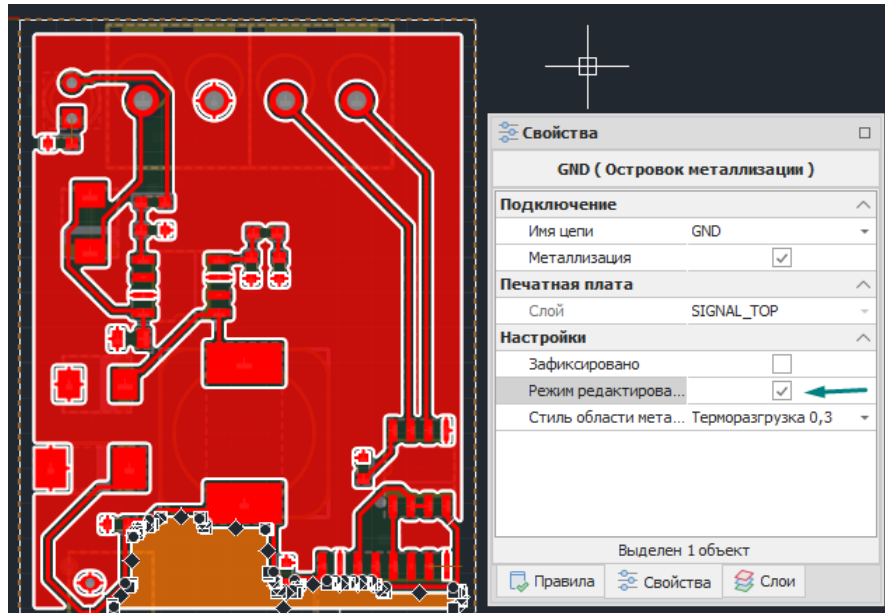 Свойства
GND ( Островок металлизации )
Подключение
Имя цепи GND
Металлизация
Печатная плата
Слой SIGNAL_TOP
Настройки
Зафиксировано
Режим редактирова...
Стиль области мета... Терморазгрузка 0,3
Выделен 1 объект
Правила Свойства Слои